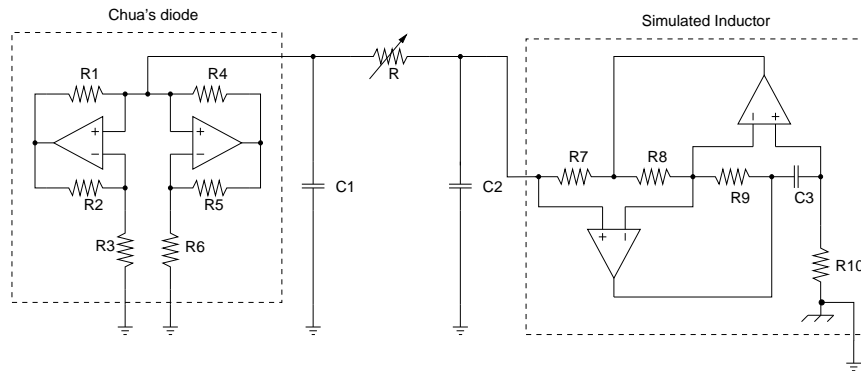 Chua's diode
Simulated Inductor
R1
R4
R
R2
R5
R3
R6
C1
C2
R7
R8
R9
C3
R10
+
−
+
−
+
−
−
+